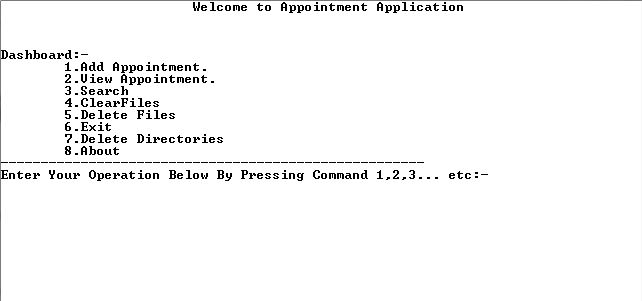 Welcome to Appointment Application
Dashboard:-
1.Add Appointment.
2.View Appointment.
3.Search
4.ClearFiles
5.Delete Files
6.Exit
7.Delete Directories
8.About
-----------------------------------------------------
Enter Your Operation Below By Pressing Command 1,2,3... etc:-